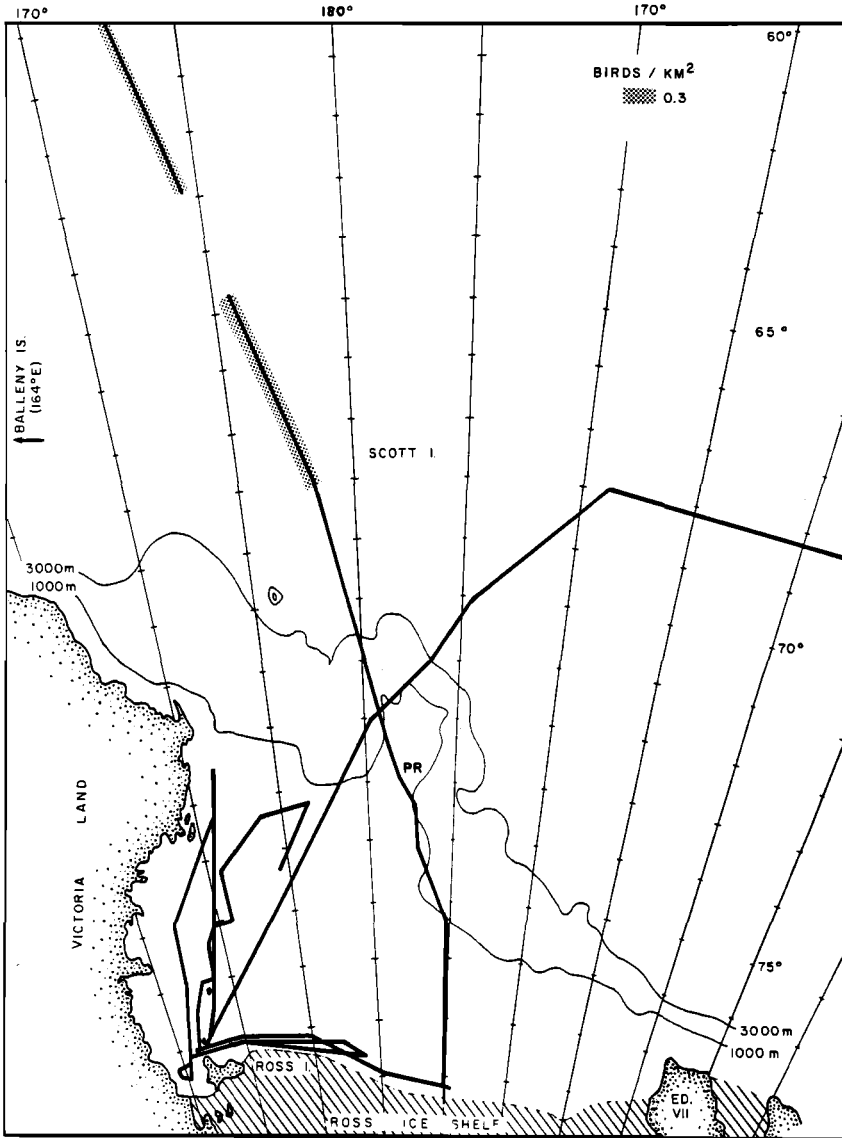 170° 180° 170°
60°
BIRDS / KM²
0.3
65°
BALLENY IS.
(164°E)
SCOTT I.
3000m
1000m
70°
PR
VICTORIA LAND
75°
3000m
1000m
ROSS I.
ED.
VII
ROSS ICE SHELF